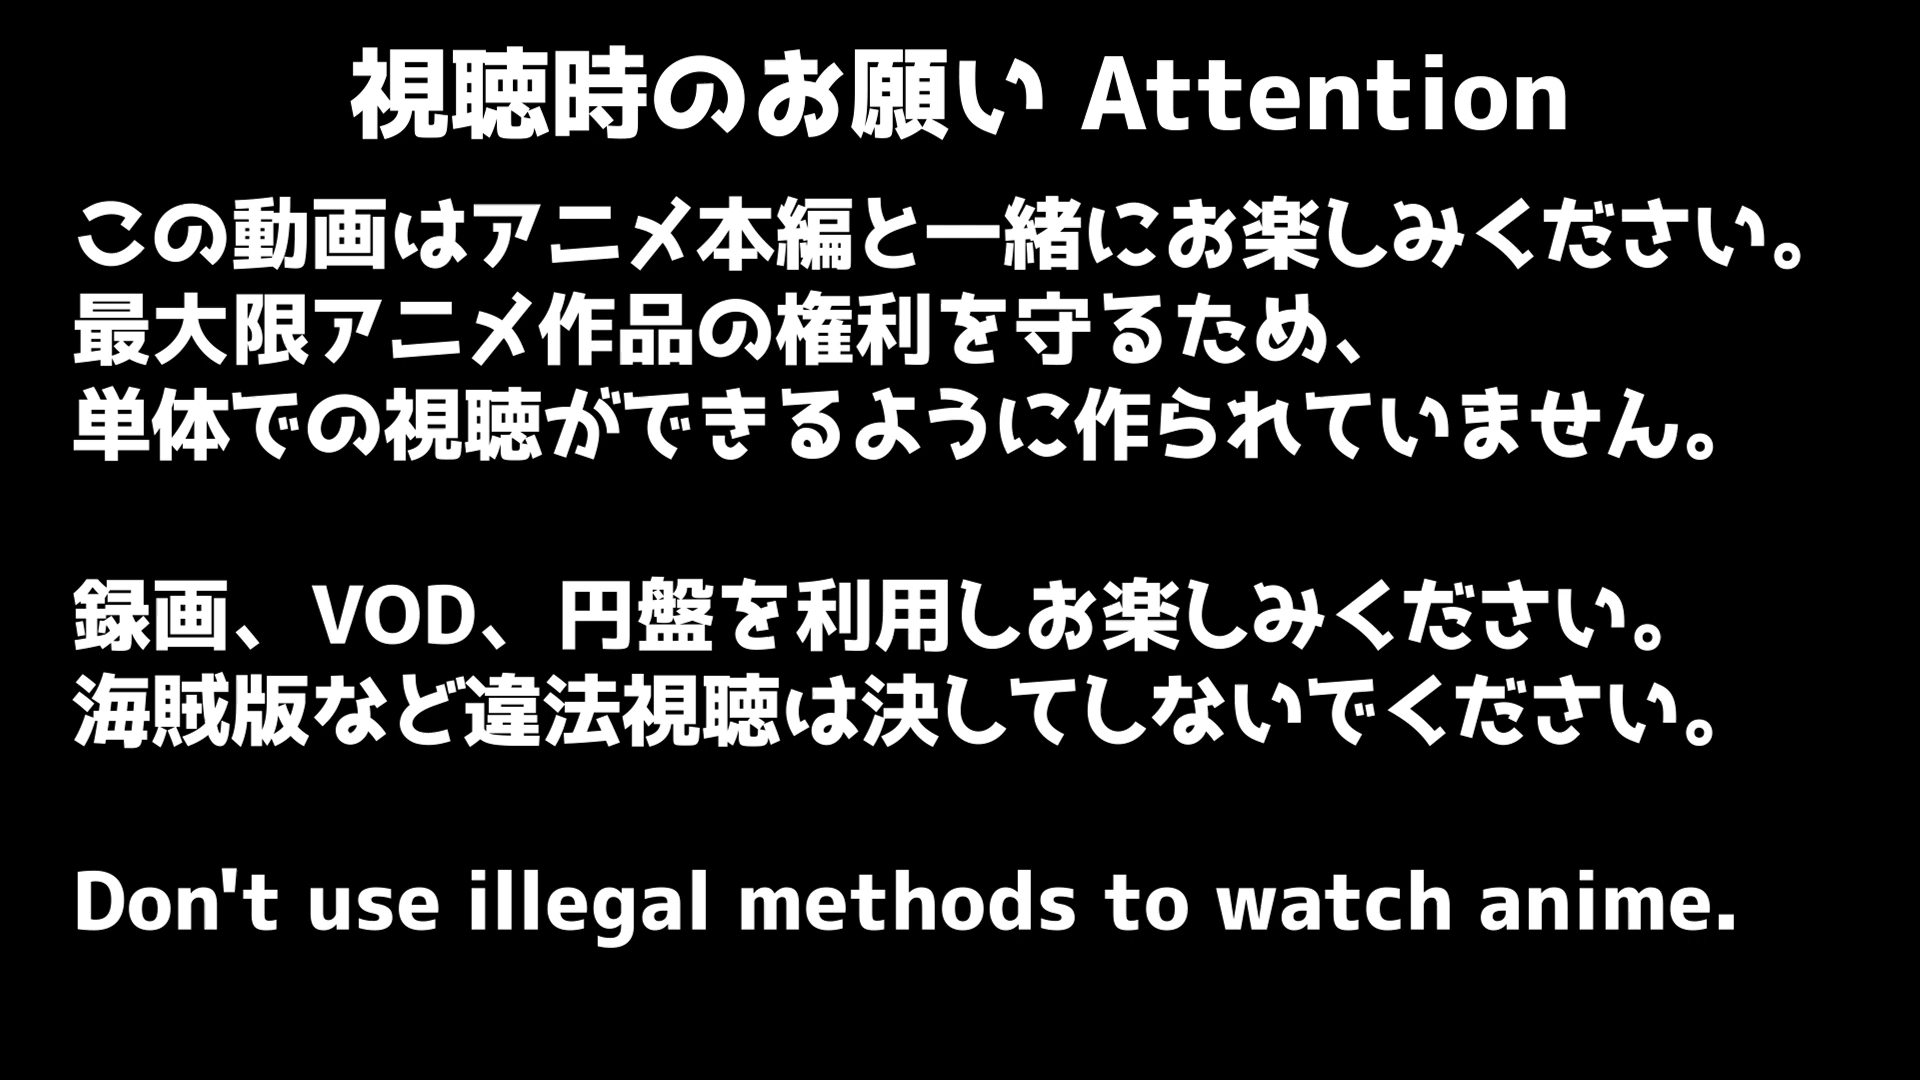 視聴時のお願い Attention
この動画はアニメ本編と一緒にお楽しみください。
最大限アニメ作品の権利を守るため、
単体での視聴ができるように作られていません。
録画、VOD、円盤を利用しお楽しみください。
海賊版など違法視聴は決してしないでください。
Don't use illegal methods to watch anime.